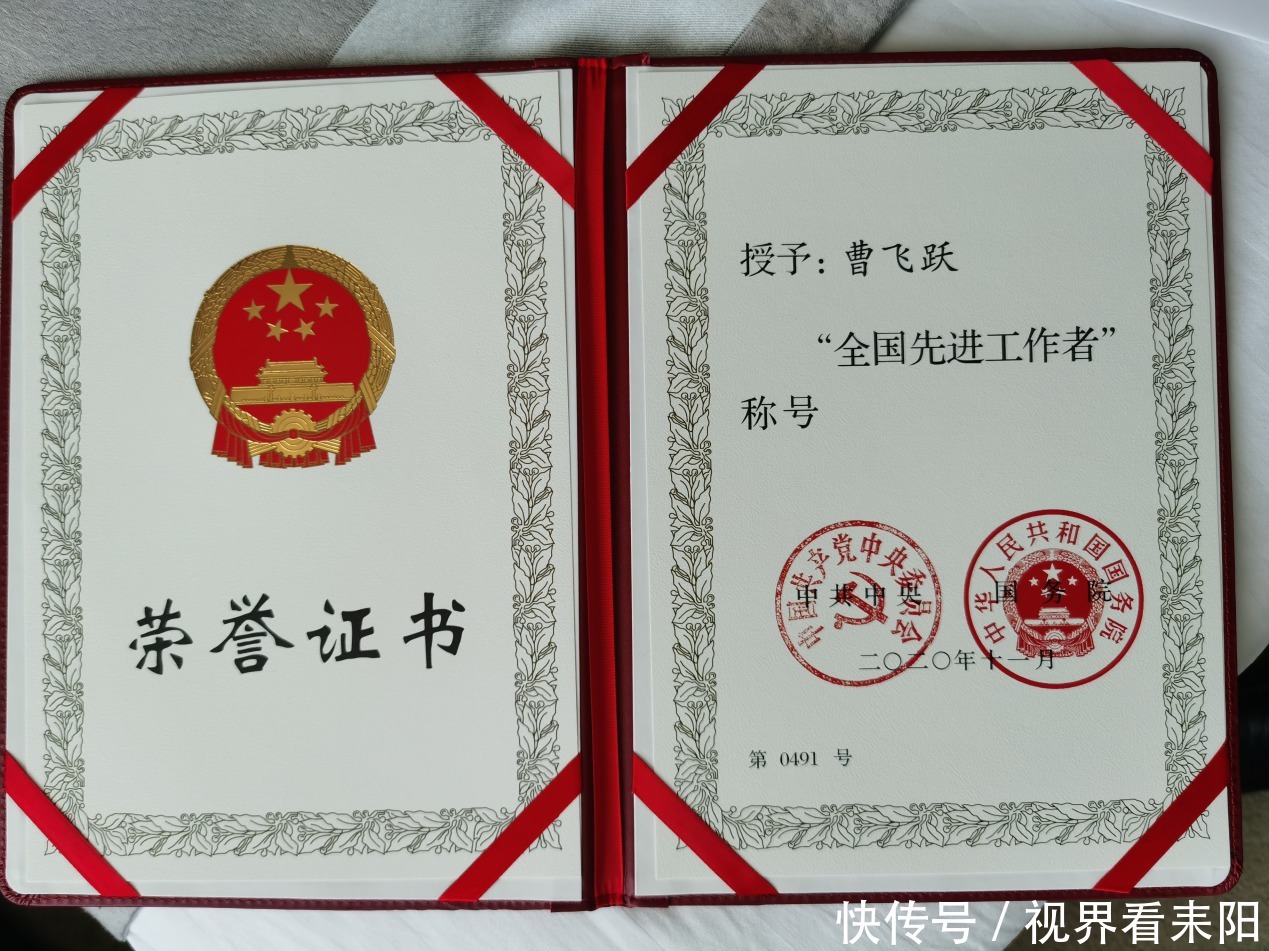 荣誉证书
授予：曹飞跃
“全国先进工作者”
称号
中国共产党中央委员会
中华人民共和国国务院
中共中央 国务院
二〇二〇年十一月
第 0491 号
快传号 / 视界看耒阳